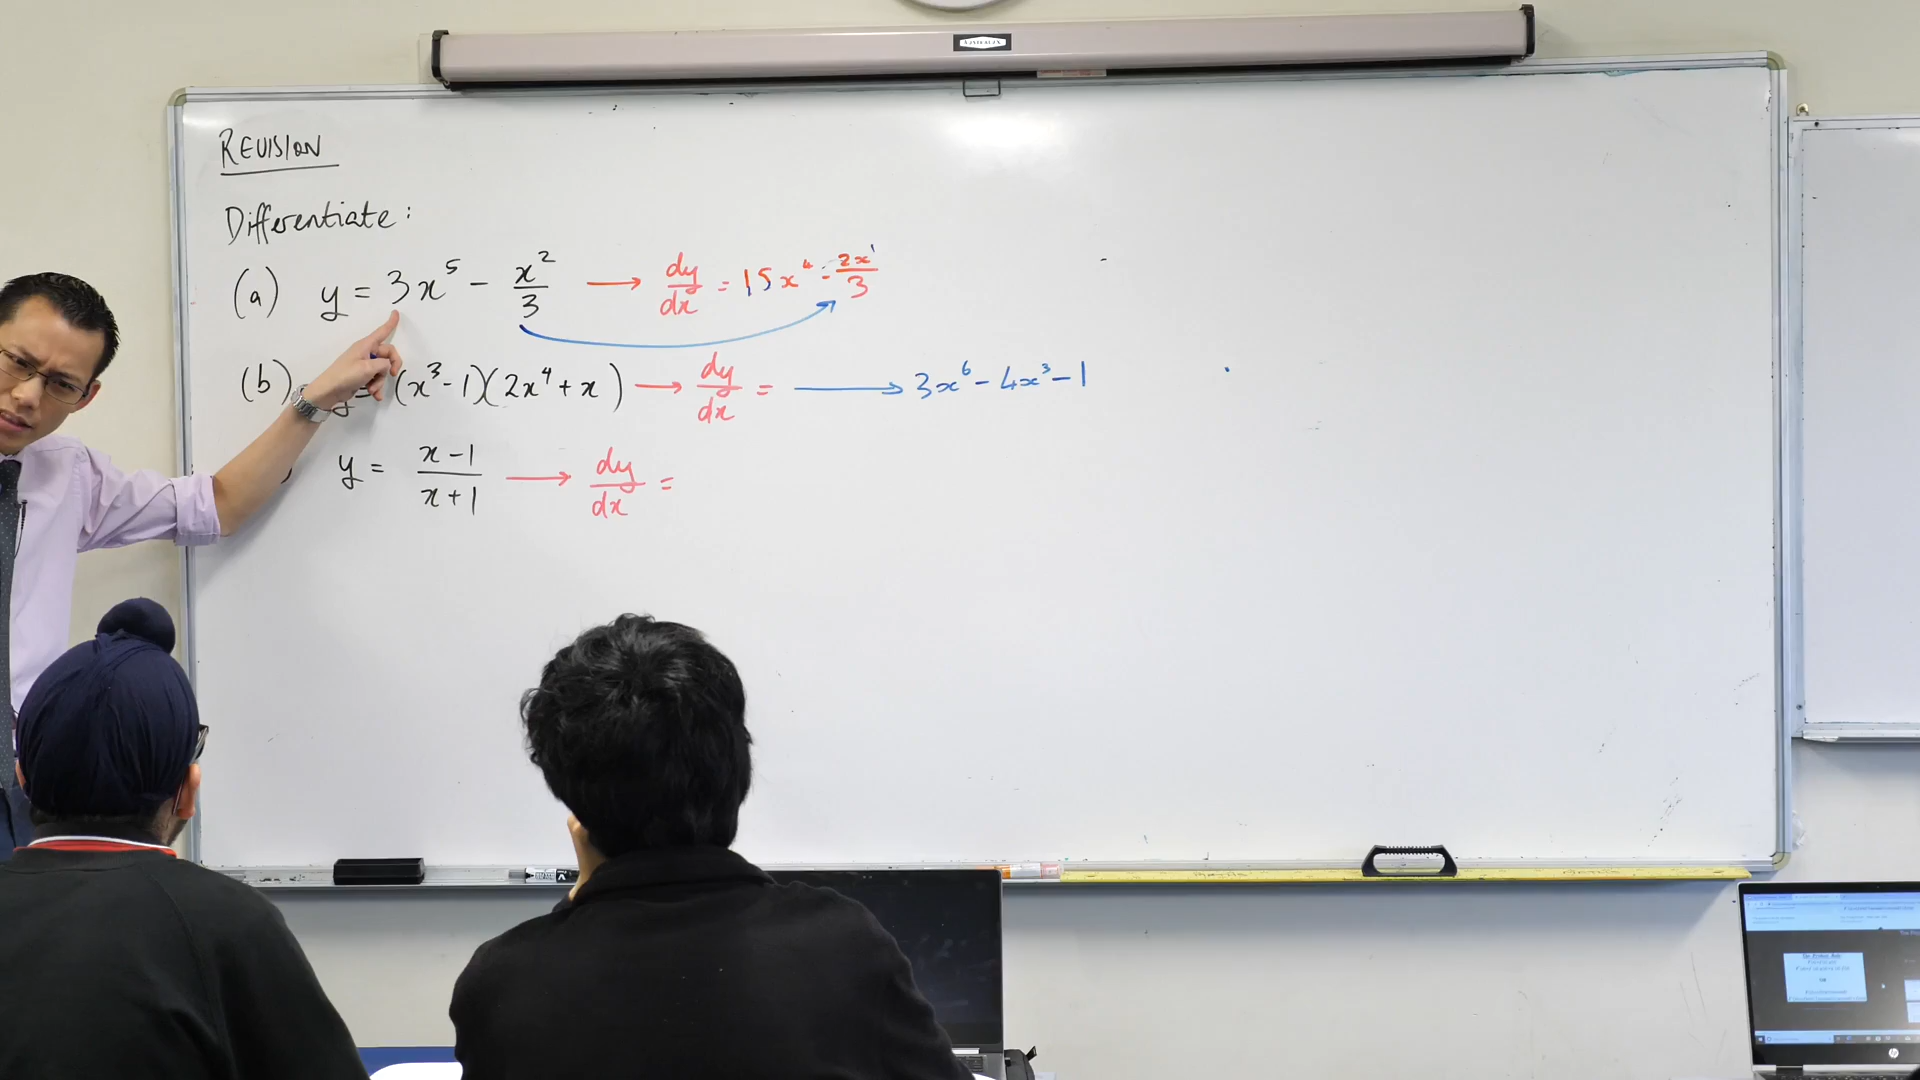 REVISION
Differentiate:
(a) y = 3x⁵ - x²/3 → dy/dx = 15x⁴ - 2x¹/3
(b) y = (x³-1)(2x⁴+x) → dy/dx = → 3x⁶ - 4x³ - 1
y = x-1/x+1 → dy/dx =
hp